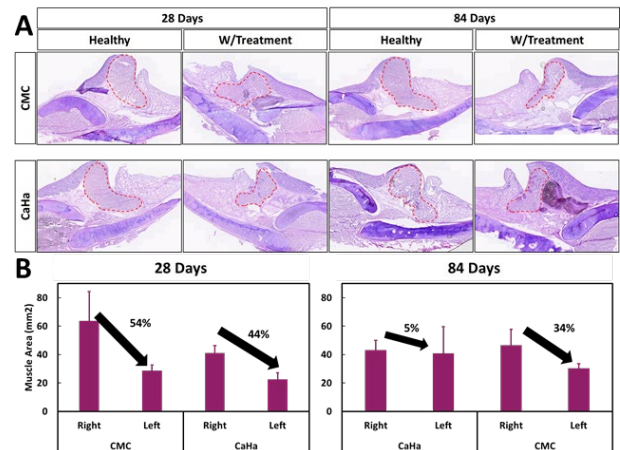 A
28 Days
84 Days
Healthy
W/Treatment
Healthy
W/Treatment
CMC
CaHa
B
28 Days
84 Days
Muscle Area (mm2)
80
60
40
20
0
54%
44%
Right
Left
Right
Left
CMC
CaHa
80
60
40
20
0
5%
34%
Right
Left
Right
Left
CaHa
CMC